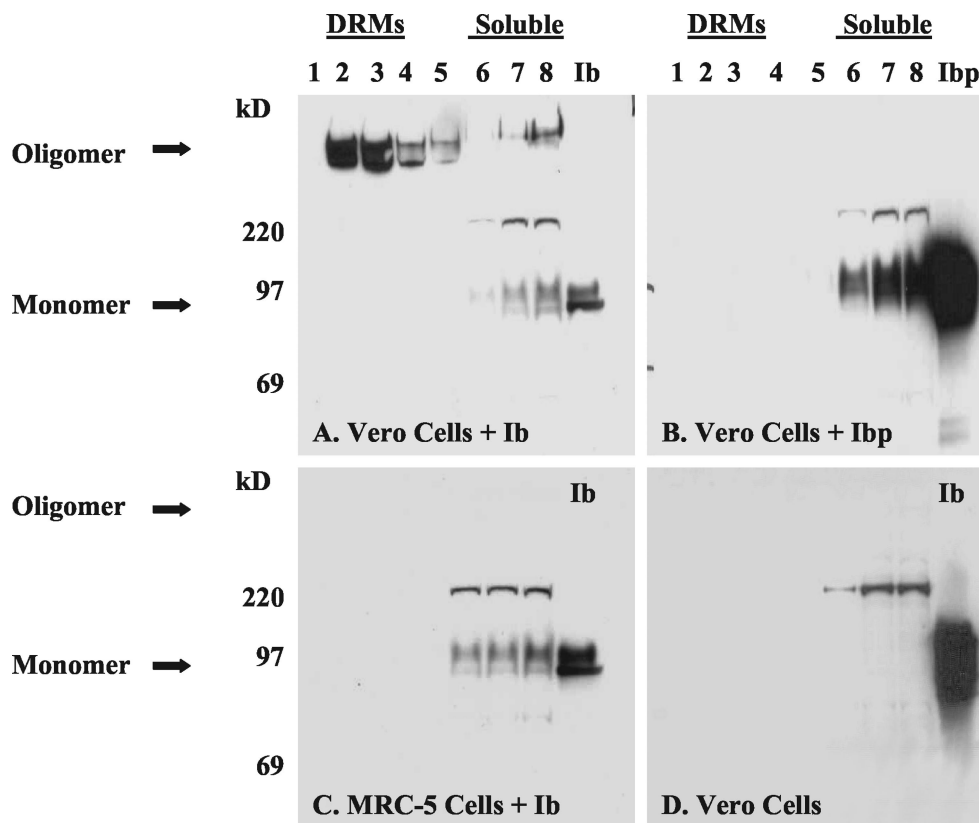 DRMs Soluble DRMs Soluble
1 2 3 4 5 6 7 8 Ib 1 2 3 4 5 6 7 8 Ibp
kD
Oligomer
220
97
Monomer
69
A. Vero Cells + Ib B. Vero Cells + Ibp
kD Ib Ib
Oligomer
220
97
Monomer
69
C. MRC-5 Cells + Ib D. Vero Cells